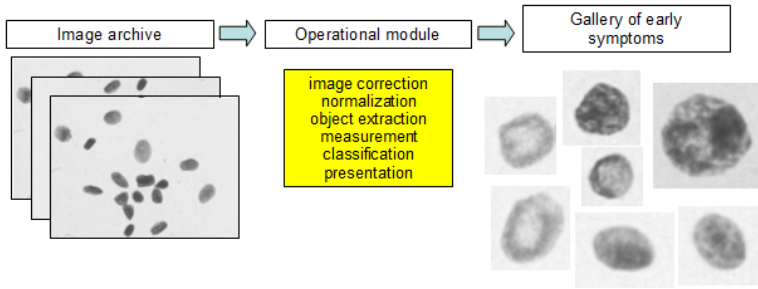 Image archive
Operational module
Gallery of early
symptoms
image correction
normalization
object extraction
measurement
classification
presentation